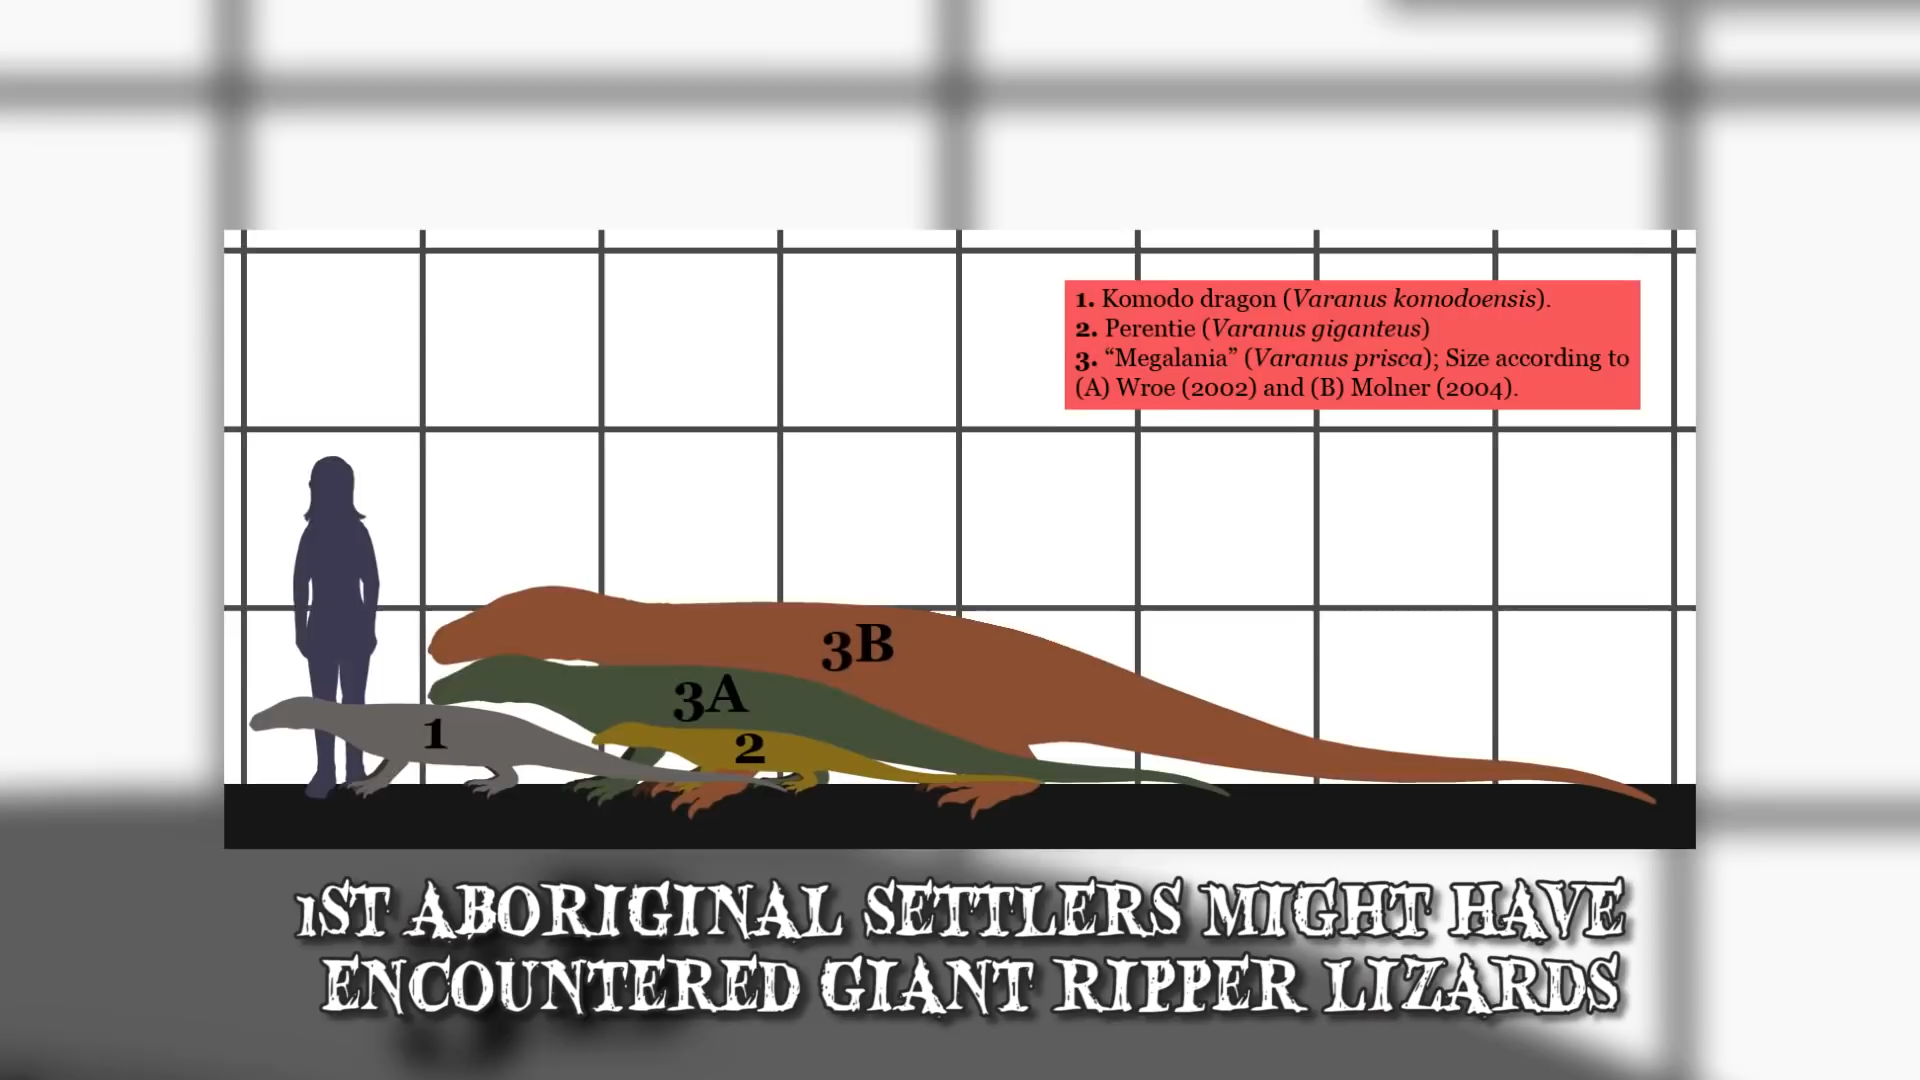 1. Komodo dragon (Varanus komodoensis).
2. Perentie (Varanus giganteus)
3. “Megalania” (Varanus prisca); Size according to
(A) Wroe (2002) and (B) Molner (2004).
3B
3A
1
2
1ST ABORIGINAL SETTLERS MIGHT HAVE
ENCOUNTERED GIANT RIPPER LIZARDS